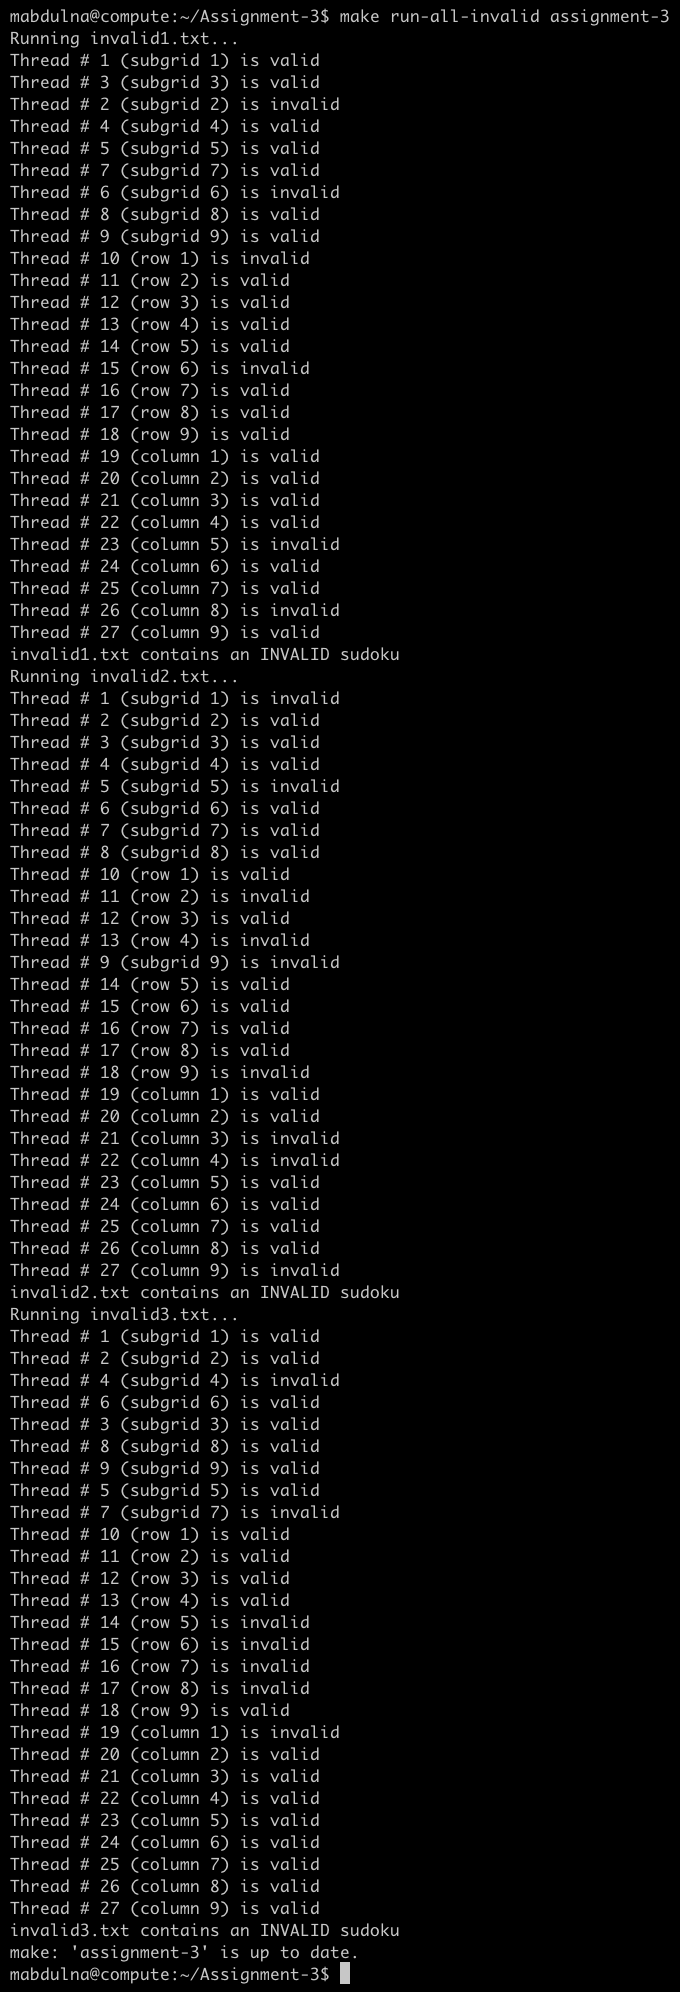 mabdulna@compute:~/Assignment-3$ make run-all-invalid assignment-3
Running invalid1.txt...
Thread # 1 (subgrid 1) is valid
Thread # 3 (subgrid 3) is valid
Thread # 2 (subgrid 2) is invalid
Thread # 4 (subgrid 4) is valid
Thread # 5 (subgrid 5) is valid
Thread # 7 (subgrid 7) is valid
Thread # 6 (subgrid 6) is invalid
Thread # 8 (subgrid 8) is valid
Thread # 9 (subgrid 9) is valid
Thread # 10 (row 1) is invalid
Thread # 11 (row 2) is valid
Thread # 12 (row 3) is valid
Thread # 13 (row 4) is valid
Thread # 14 (row 5) is valid
Thread # 15 (row 6) is invalid
Thread # 16 (row 7) is valid
Thread # 17 (row 8) is valid
Thread # 18 (row 9) is valid
Thread # 19 (column 1) is valid
Thread # 20 (column 2) is valid
Thread # 21 (column 3) is valid
Thread # 22 (column 4) is valid
Thread # 23 (column 5) is invalid
Thread # 24 (column 6) is valid
Thread # 25 (column 7) is valid
Thread # 26 (column 8) is invalid
Thread # 27 (column 9) is valid
invalid1.txt contains an INVALID sudoku
Running invalid2.txt...
Thread # 1 (subgrid 1) is invalid
Thread # 2 (subgrid 2) is valid
Thread # 3 (subgrid 3) is valid
Thread # 4 (subgrid 4) is valid
Thread # 5 (subgrid 5) is invalid
Thread # 6 (subgrid 6) is valid
Thread # 7 (subgrid 7) is valid
Thread # 8 (subgrid 8) is valid
Thread # 10 (row 1) is valid
Thread # 11 (row 2) is invalid
Thread # 12 (row 3) is valid
Thread # 13 (row 4) is invalid
Thread # 9 (subgrid 9) is invalid
Thread # 14 (row 5) is valid
Thread # 15 (row 6) is valid
Thread # 16 (row 7) is valid
Thread # 17 (row 8) is valid
Thread # 18 (row 9) is invalid
Thread # 19 (column 1) is valid
Thread # 20 (column 2) is valid
Thread # 21 (column 3) is invalid
Thread # 22 (column 4) is invalid
Thread # 23 (column 5) is valid
Thread # 24 (column 6) is valid
Thread # 25 (column 7) is valid
Thread # 26 (column 8) is valid
Thread # 27 (column 9) is invalid
invalid2.txt contains an INVALID sudoku
Running invalid3.txt...
Thread # 1 (subgrid 1) is valid
Thread # 2 (subgrid 2) is valid
Thread # 4 (subgrid 4) is invalid
Thread # 6 (subgrid 6) is valid
Thread # 3 (subgrid 3) is valid
Thread # 8 (subgrid 8) is valid
Thread # 9 (subgrid 9) is valid
Thread # 5 (subgrid 5) is valid
Thread # 7 (subgrid 7) is invalid
Thread # 10 (row 1) is valid
Thread # 11 (row 2) is valid
Thread # 12 (row 3) is valid
Thread # 13 (row 4) is valid
Thread # 14 (row 5) is invalid
Thread # 15 (row 6) is invalid
Thread # 16 (row 7) is invalid
Thread # 17 (row 8) is invalid
Thread # 18 (row 9) is valid
Thread # 19 (column 1) is invalid
Thread # 20 (column 2) is valid
Thread # 21 (column 3) is valid
Thread # 22 (column 4) is valid
Thread # 23 (column 5) is valid
Thread # 24 (column 6) is valid
Thread # 25 (column 7) is valid
Thread # 26 (column 8) is valid
Thread # 27 (column 9) is valid
invalid3.txt contains an INVALID sudoku
make: 'assignment-3' is up to date.
mabdulna@compute:~/Assignment-3$